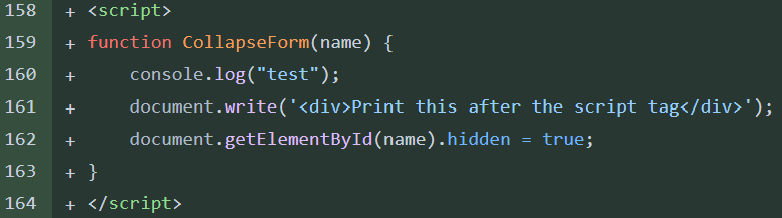 158 + <script>
159 + function CollapseForm(name) {
160 +     console.log("test");
161 +     document.write('<div>Print this after the script tag</div>');
162 +     document.getElementById(name).hidden = true;
163 + }
164 + </script>